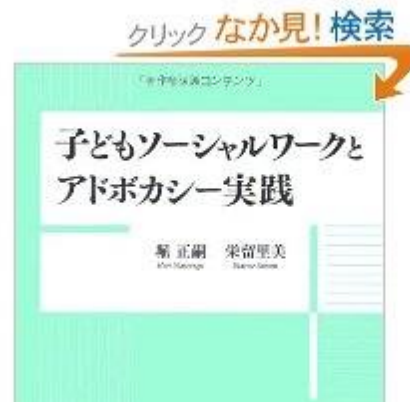 クリック なか見！検索
子どもソーシャルワークと
アドボカシー実践
堀 正嗣 栄留里美